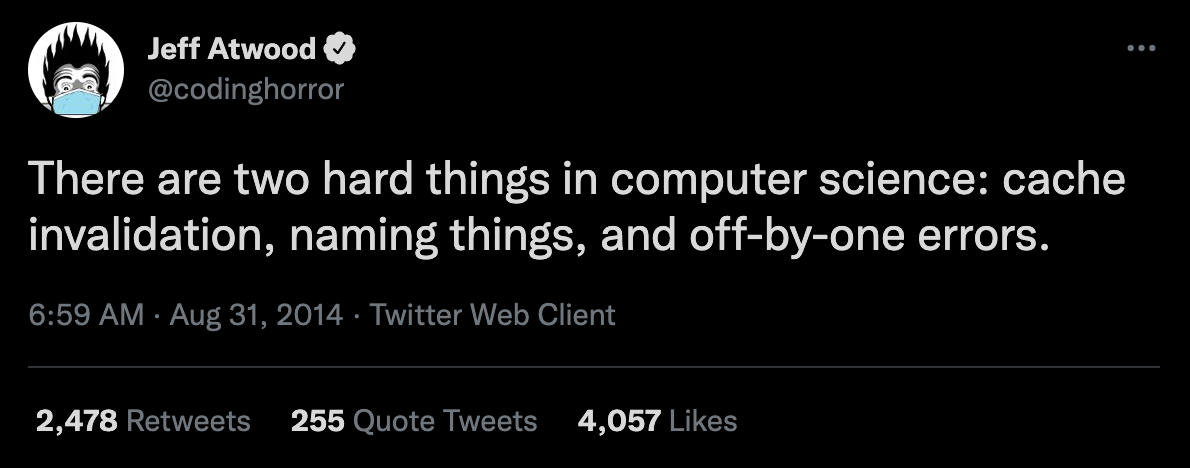 Jeff Atwood
@codinghorror
There are two hard things in computer science: cache
invalidation, naming things, and off-by-one errors.
6:59 AM · Aug 31, 2014 · Twitter Web Client
2,478 Retweets 255 Quote Tweets 4,057 Likes